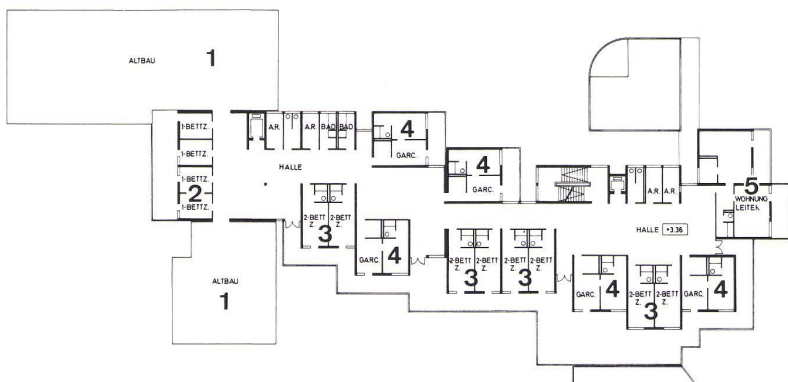 ALTBAU
1
1-BETTZ.
1-BETTZ.
1-BETTZ.
2
1-BETTZ.
ALTBAU
1
A.R.
A.R.
BAD
BAD
HALLE
4
GARC.
4
GARC.
2-BETT
Z.
2-BETT
Z.
3
GARC.
4
2-BETT
Z.
2-BETT
Z.
3
2-BETT
Z.
2-BETT
Z.
3
A.R.
A.R.
HALLE
+3.36
5
WOHNUNG
LEITER
GARC.
4
2-BETT
Z.
2-BETT
Z.
3
GARC.
4